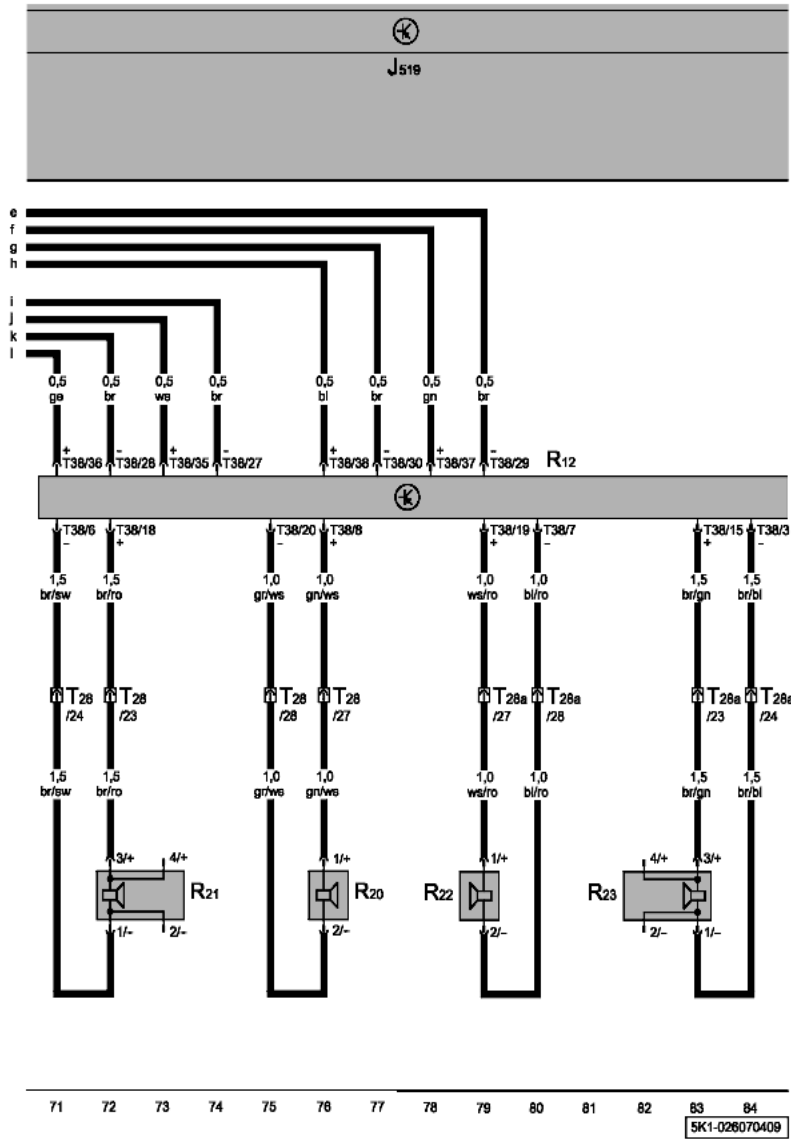 J519
e
f
g
h
i
j
k
l
0,5 0,5 0,5 0,5 0,5 0,5 0,5 0,5
ge br ws br bl br gn br
+ - + - + - + -
T38/36 T38/28 T38/35 T38/27 T38/38 T38/30 T38/37 T38/29 R12
T38/6 T38/18 T38/20 T38/8 T38/19 T38/7 T38/15 T38/3
- + - + + - + -
1,5 1,5 1,0 1,0 1,0 1,0 1,5 1,5
br/sw br/ro gr/ws gn/ws ws/ro bl/ro br/gn br/bl
T28 T28 T28 T28 T28a T28a T28a T28a
/24 /23 /28 /27 /27 /28 /23 /24
1,5 1,5 1,0 1,0 1,0 1,0 1,5 1,5
br/sw br/ro gr/ws gn/ws ws/ro bl/ro br/gn br/bl
3/+ 4/+ 1/+ 1/+ 4/+ 3/+
R21 R20 R22 R23
1/- 2/- 2/- 2/- 2/- 1/-
71 72 73 74 75 76 77 78 79 80 81 82 83 84
5K1-026070409